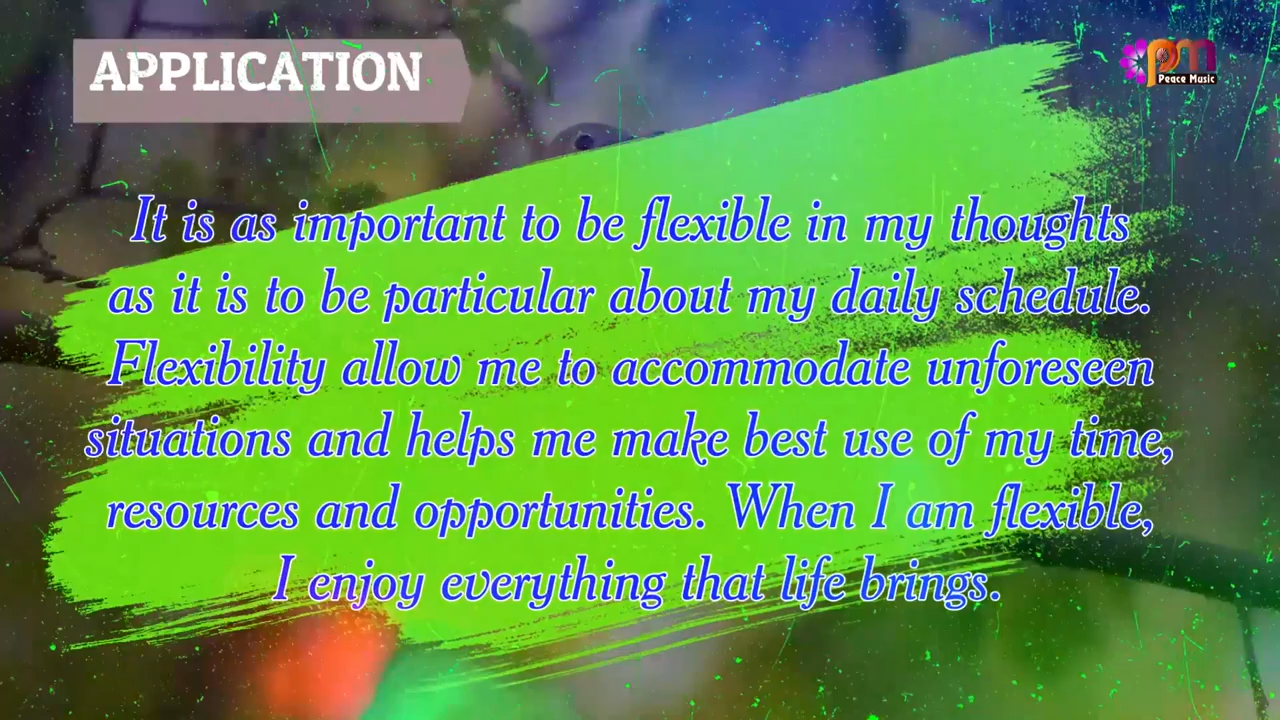 APPLICATION
pm
Peace Music
It is as important to be flexible in my thoughts
as it is to be particular about my daily schedule.
Flexibility allow me to accommodate unforeseen
situations and helps me make best use of my time,
resources and opportunities. When I am flexible,
I enjoy everything that life brings.